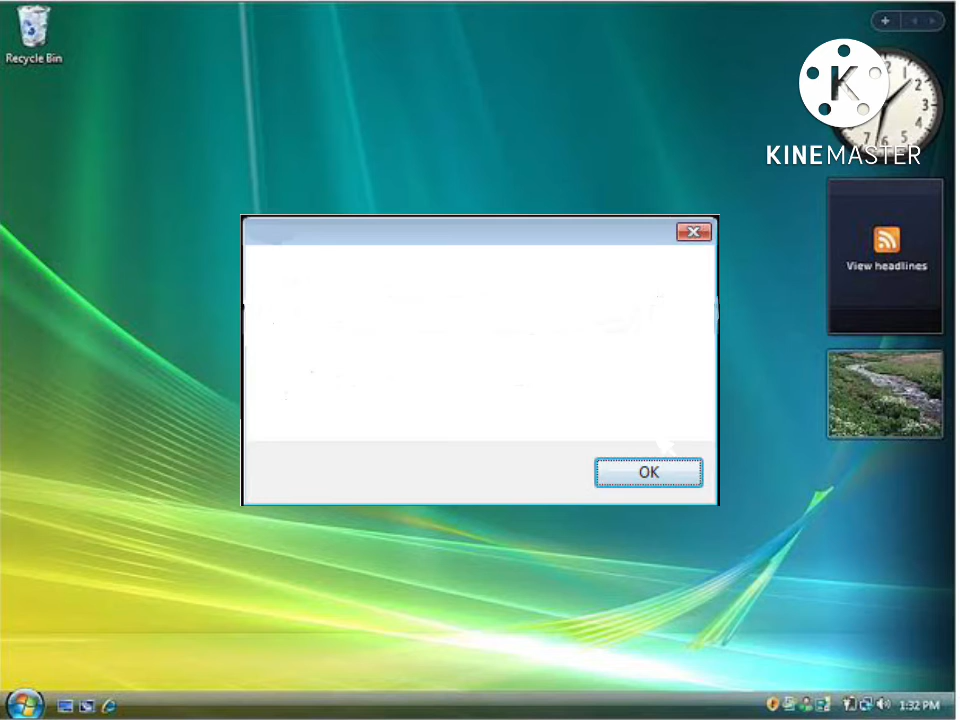 Recycle Bin
K
KINEMASTER
View headlines
OK
1:32 PM